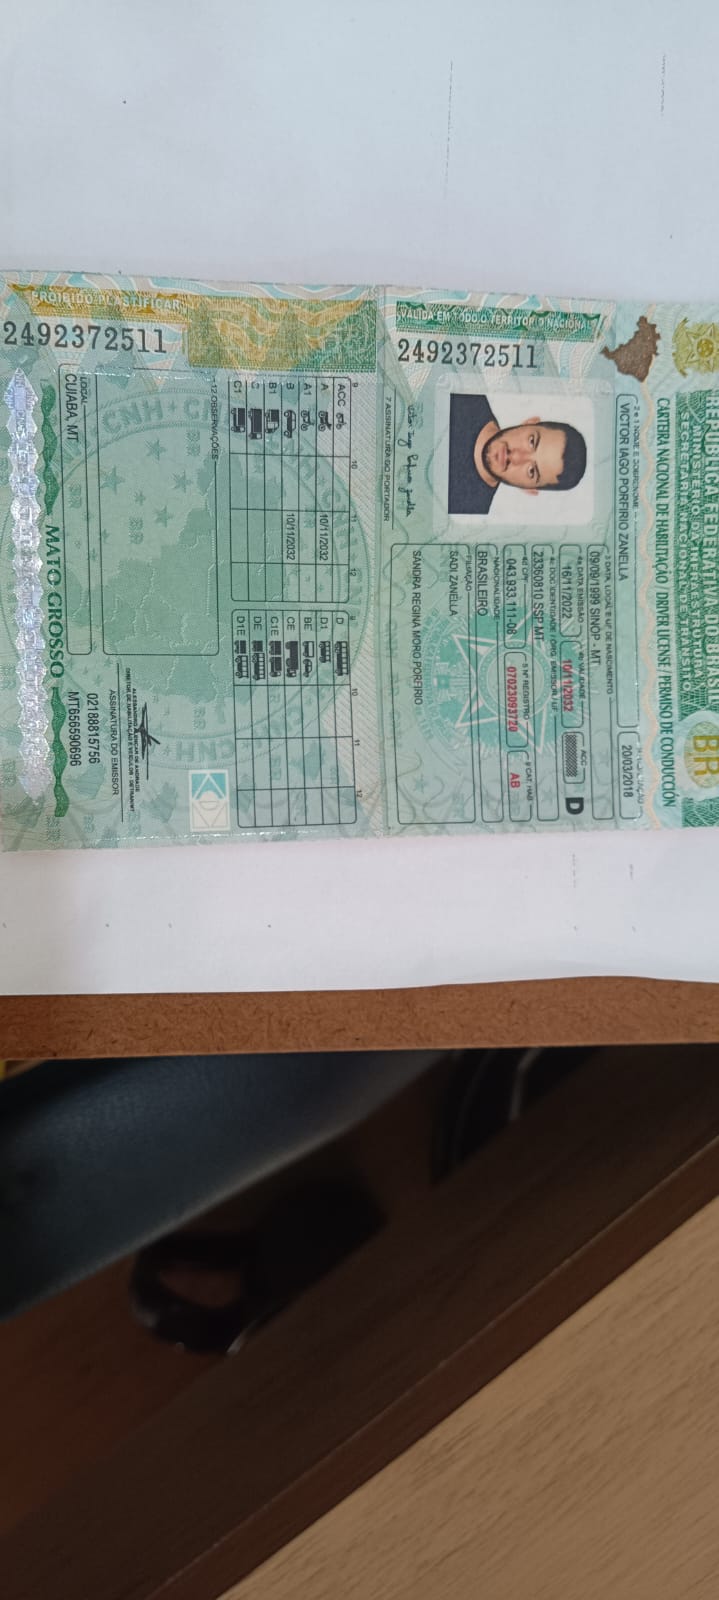 REPÚBLICA FEDERATIVA DO BRASIL
MINISTÉRIO DA INFRAESTRUTURA
SECRETARIA NACIONAL DE TRÂNSITO
CARTEIRA NACIONAL DE HABILITAÇÃO / DRIVER LICENSE / PERMISO DE CONDUCCIÓN
BR
2 e 1 NOME E SOBRENOME
VICTOR IAGO PORFIRIO ZANELLA
20/03/2018
3 DATA, LOCAL E UF DE NASCIMENTO
09/09/1999 SINOP - MT
4a DATA EMISSÃO
16/11/2022
4b VALIDADE
10/11/2032
ACC
D
4c DOC IDENTIDADE / ORG. EMISSOR / UF
23360810 SSP MT
4d CPF
043.933.111-08
5 Nº REGISTRO
07023093720
9 CAT. HAB
AB
NACIONALIDADE
BRASILEIRO
FILIAÇÃO
SADI ZANELLA
SANDRA REGINA MORO PORFIRIO
7 ASSINATURA DO PORTADOR
VÁLIDA EM TODO O TERRITÓRIO NACIONAL
2492372511
9 10 11 12
ACC
A 10/11/2032
A1
B 10/11/2032
B1
C
C1
9 10 11 12
D
D1
BE
CE
C1E
DE
D1E
12 OBSERVAÇÕES
LOCAL
CUIABA, MT
ASSINATURA DO EMISSOR
02188815756
MT656590696
MATO GROSSO
PROIBIDO PLASTIFICAR
2492372511